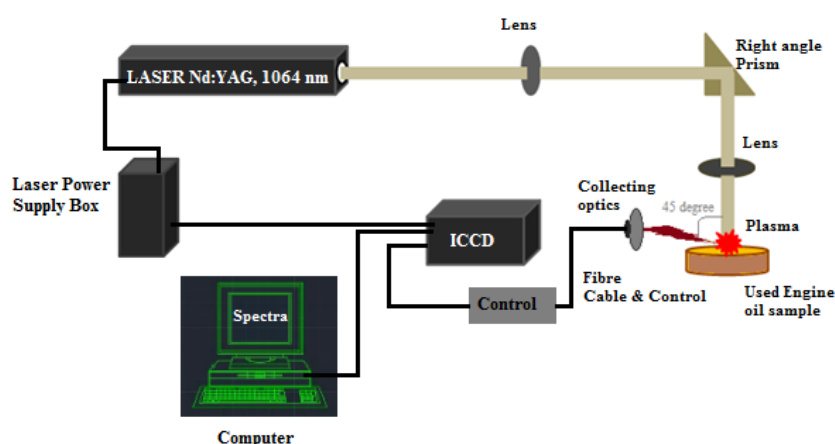 Lens
Right angle
Prism
LASER Nd:YAG, 1064 nm
Lens
Laser Power
Supply Box
Collecting
optics
45 degree
Plasma
ICCD
Fibre
Cable & Control
Used Engine
oil sample
Control
Spectra
Computer